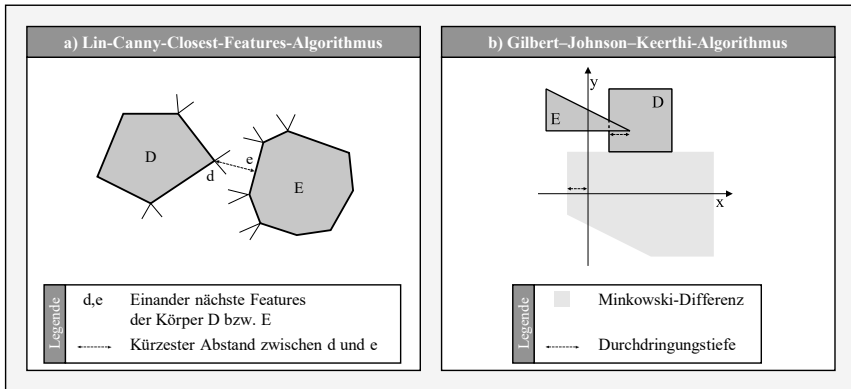 a) Lin-Canny-Closest-Features-Algorithmus
D
d
e
E
Legende
d,e Einander nächste Features
der Körper D bzw. E
Kürzester Abstand zwischen d und e
b) Gilbert–Johnson–Keerthi-Algorithmus
y
D
E
x
Legende
Minkowski-Differenz
Durchdringungstiefe